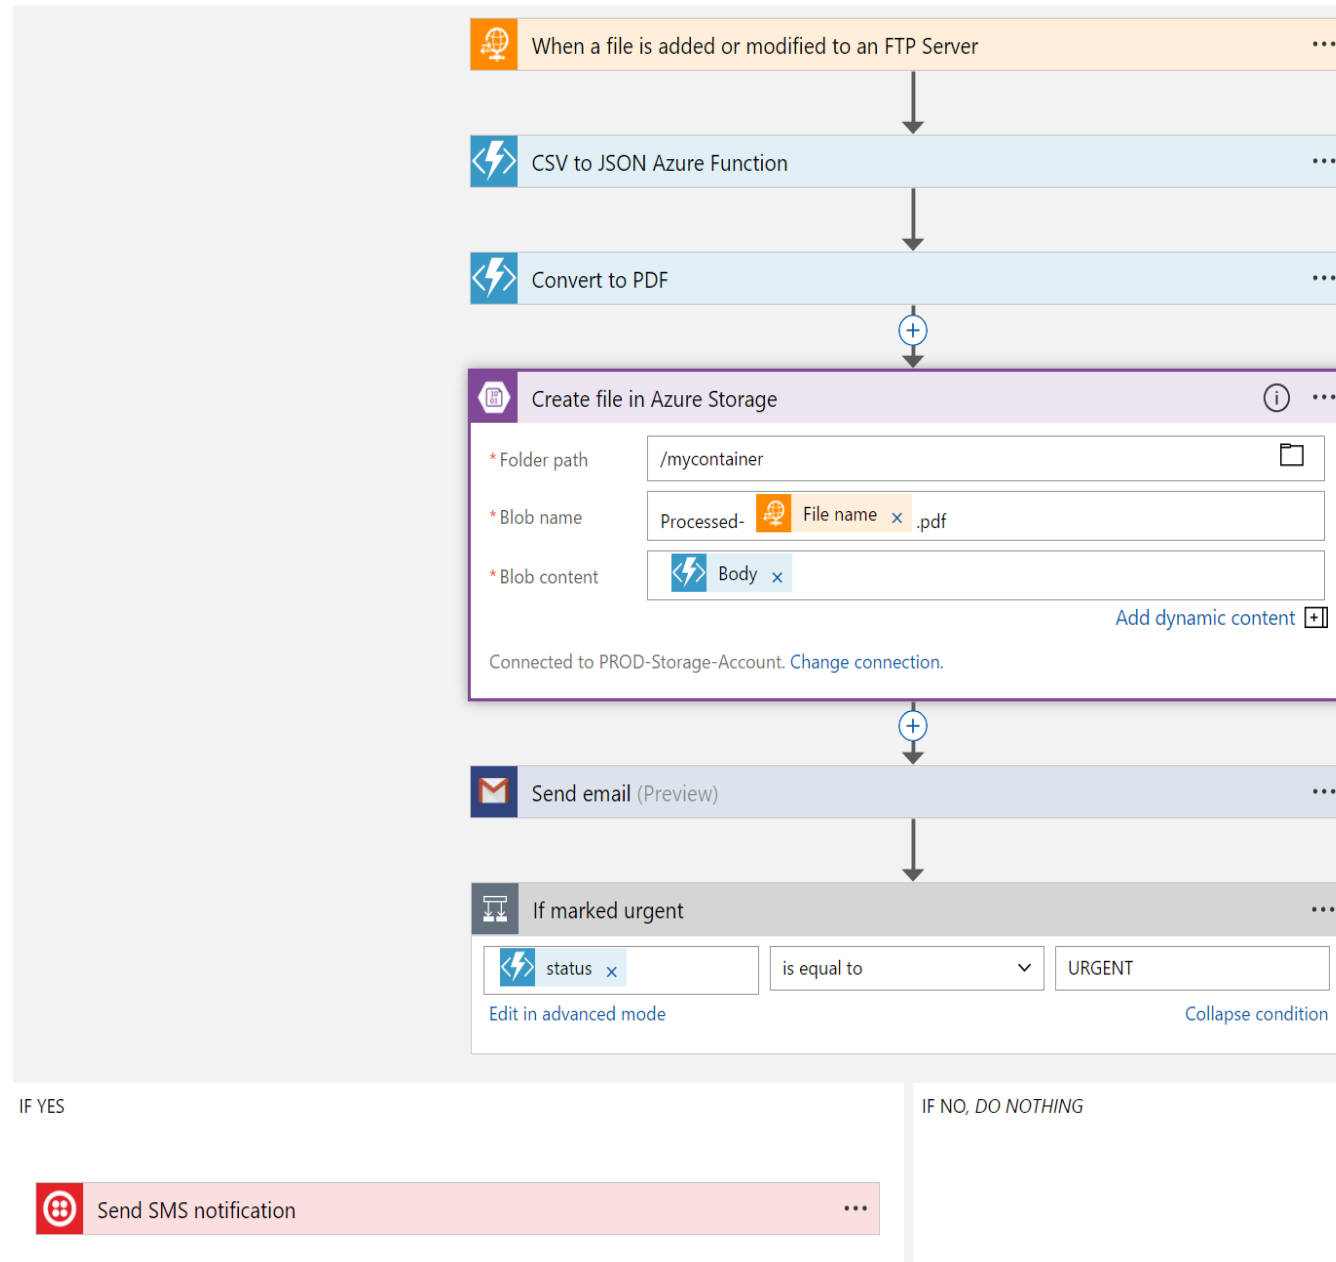 When a file is added or modified to an FTP Server
CSV to JSON Azure Function
Convert to PDF
Create file in Azure Storage
* Folder path /mycontainer
* Blob name Processed- File name × .pdf
* Blob content Body ×
Add dynamic content
Connected to PROD-Storage-Account. Change connection.
Send email (Preview)
If marked urgent
status × is equal to URGENT
Edit in advanced mode Collapse condition
IF YES IF NO, DO NOTHING
Send SMS notification